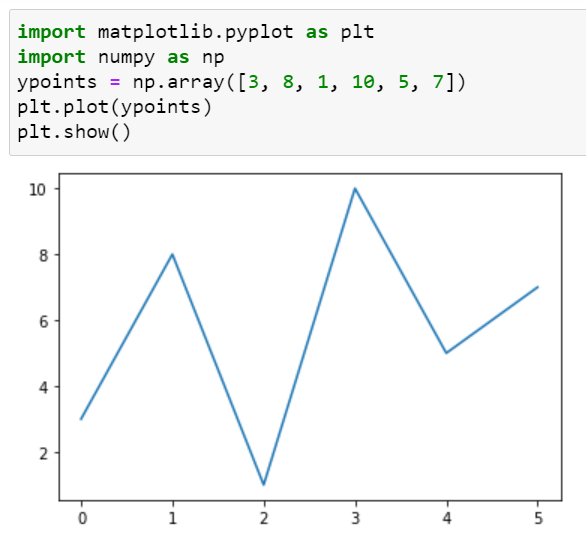 import matplotlib.pyplot as plt
import numpy as np
ypoints = np.array([3, 8, 1, 10, 5, 7])
plt.plot(ypoints)
plt.show()
10
8
6
4
2
0 1 2 3 4 5